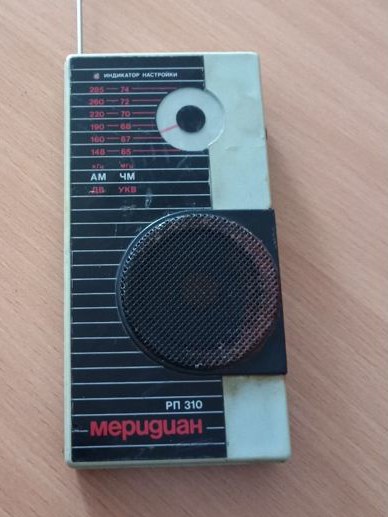 ИНДИКАТОР НАСТРОЙКИ
285 — 74
260 — 72
220 — 70
190 — 68
160 — 67
148 — 65
кГц МГц
АМ ЧМ
ДВ УКВ
РП 310
меридиан